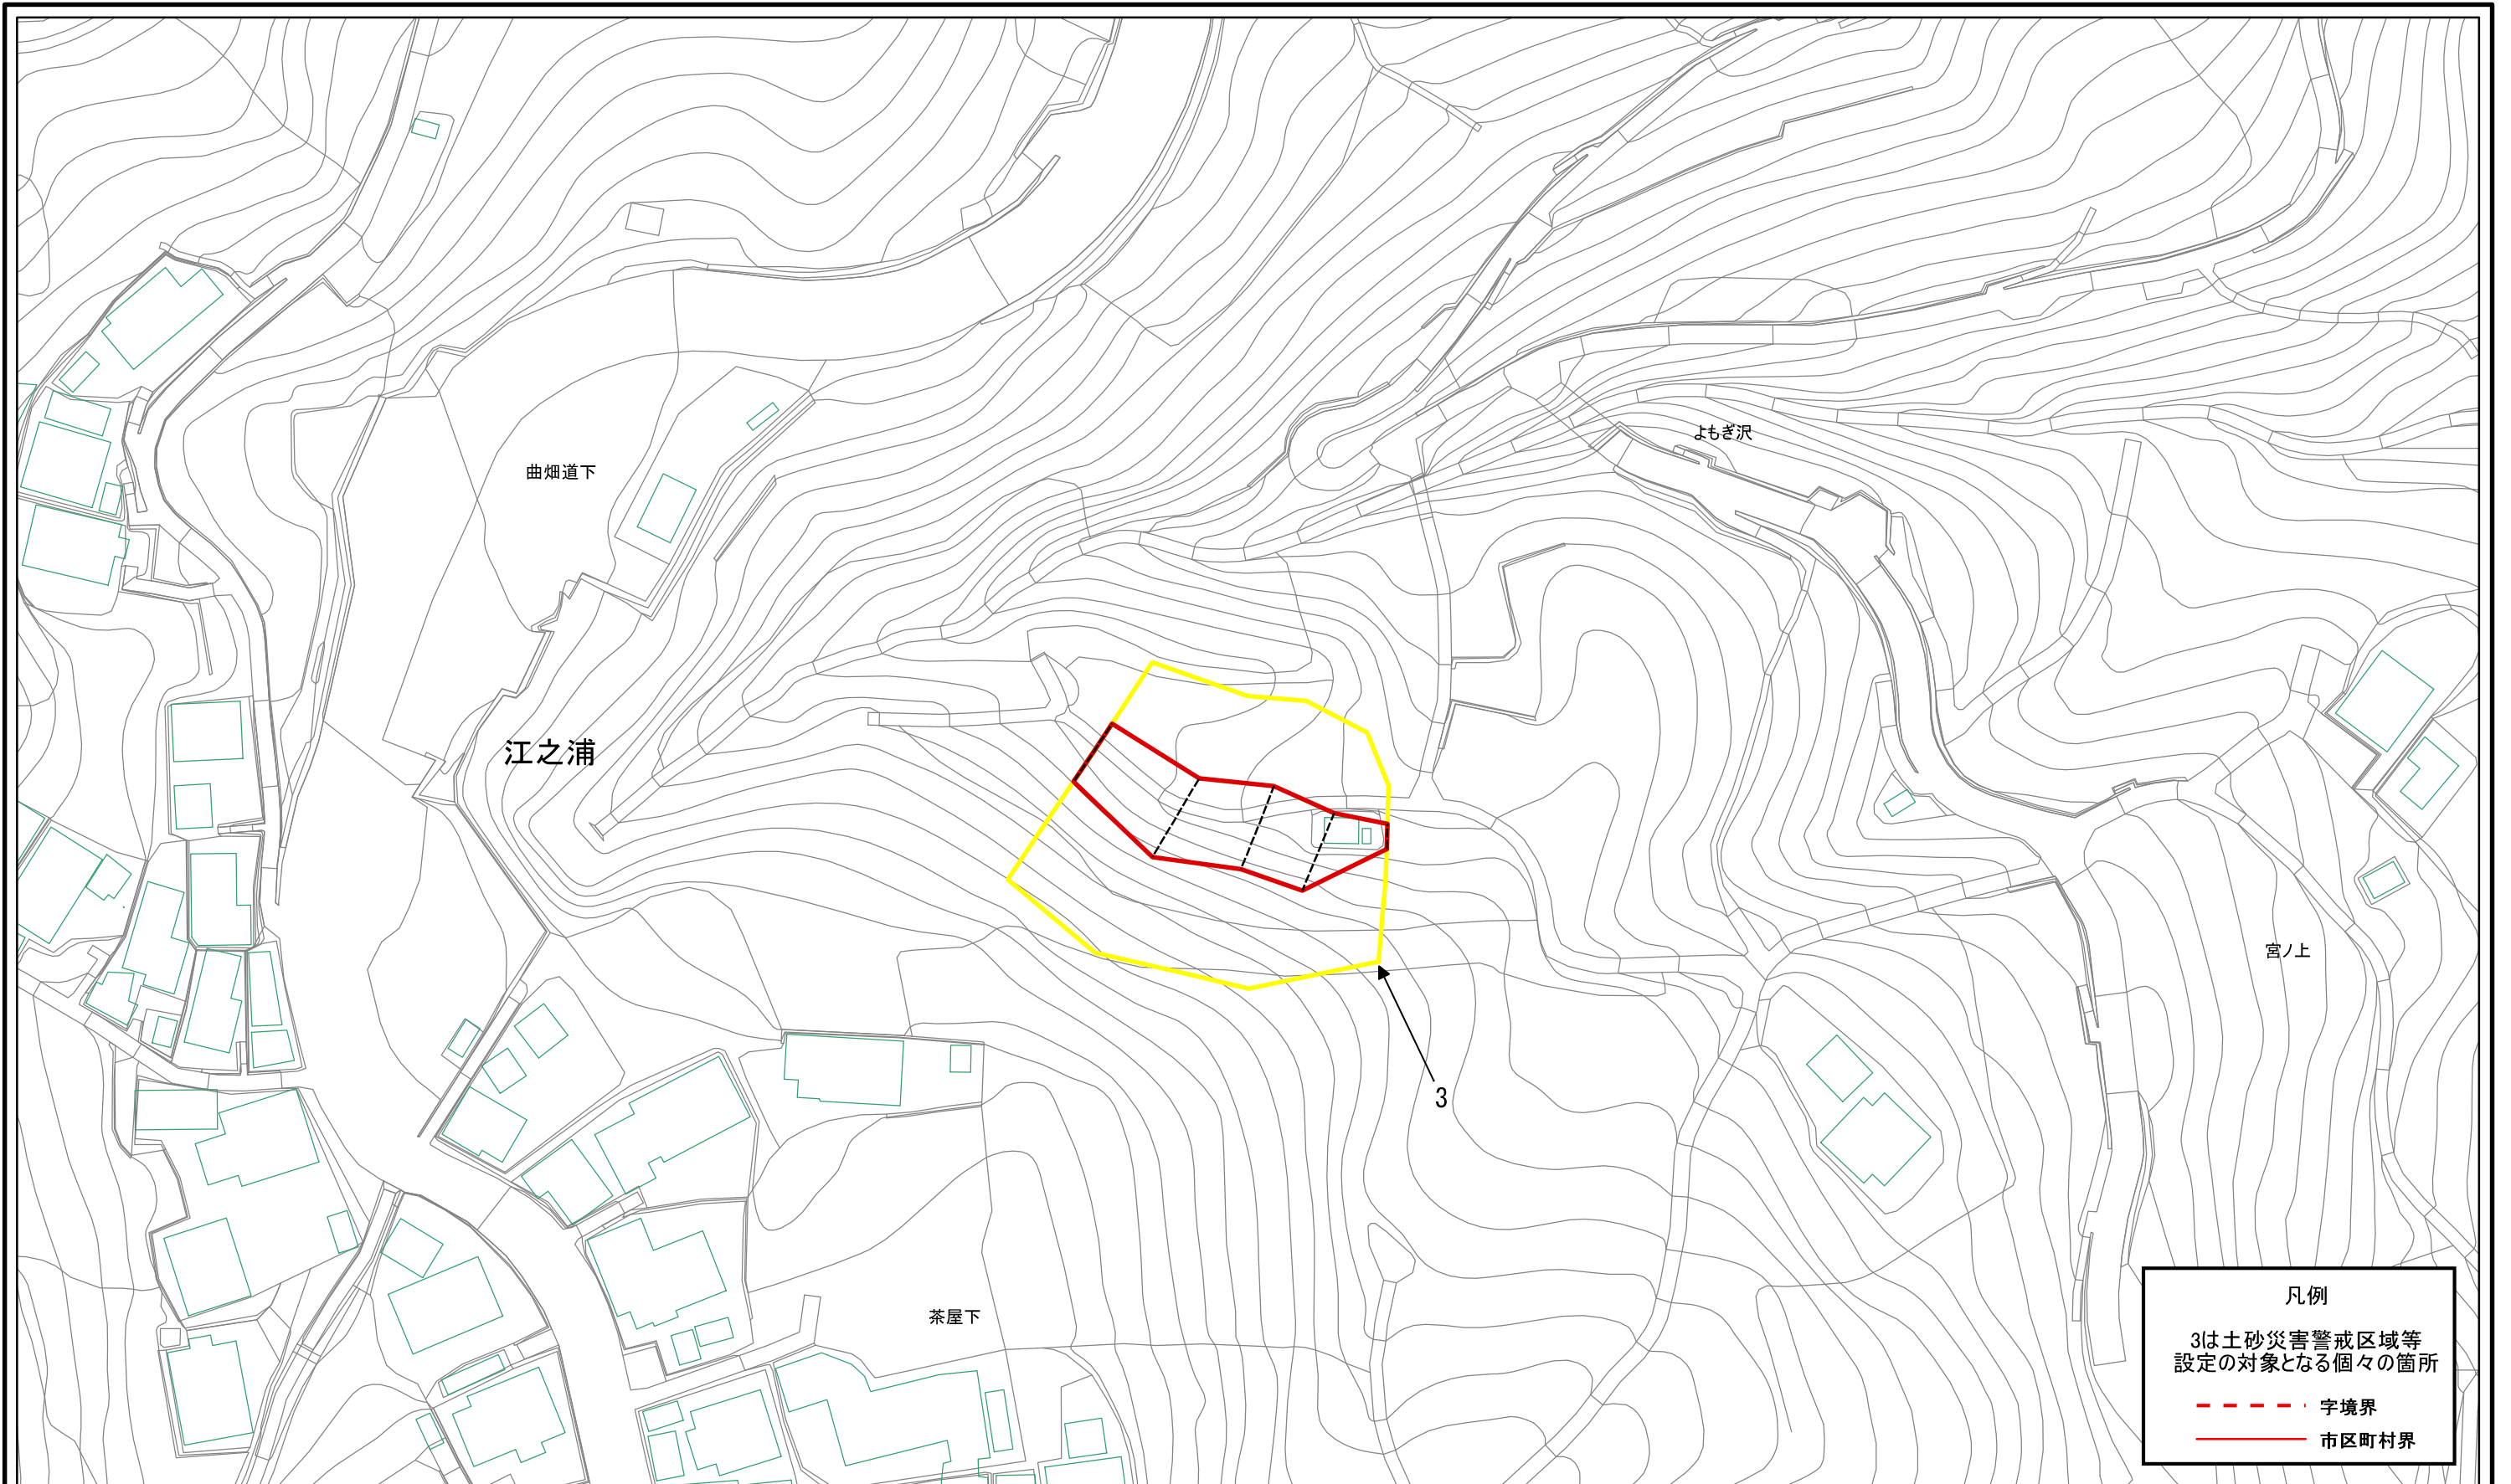 よもぎ沢
曲畑道下
江之浦
宮ノ上
3
茶屋下
凡例
3は土砂災害警戒区域等
設定の対象となる個々の箇所
字境界
市区町村界